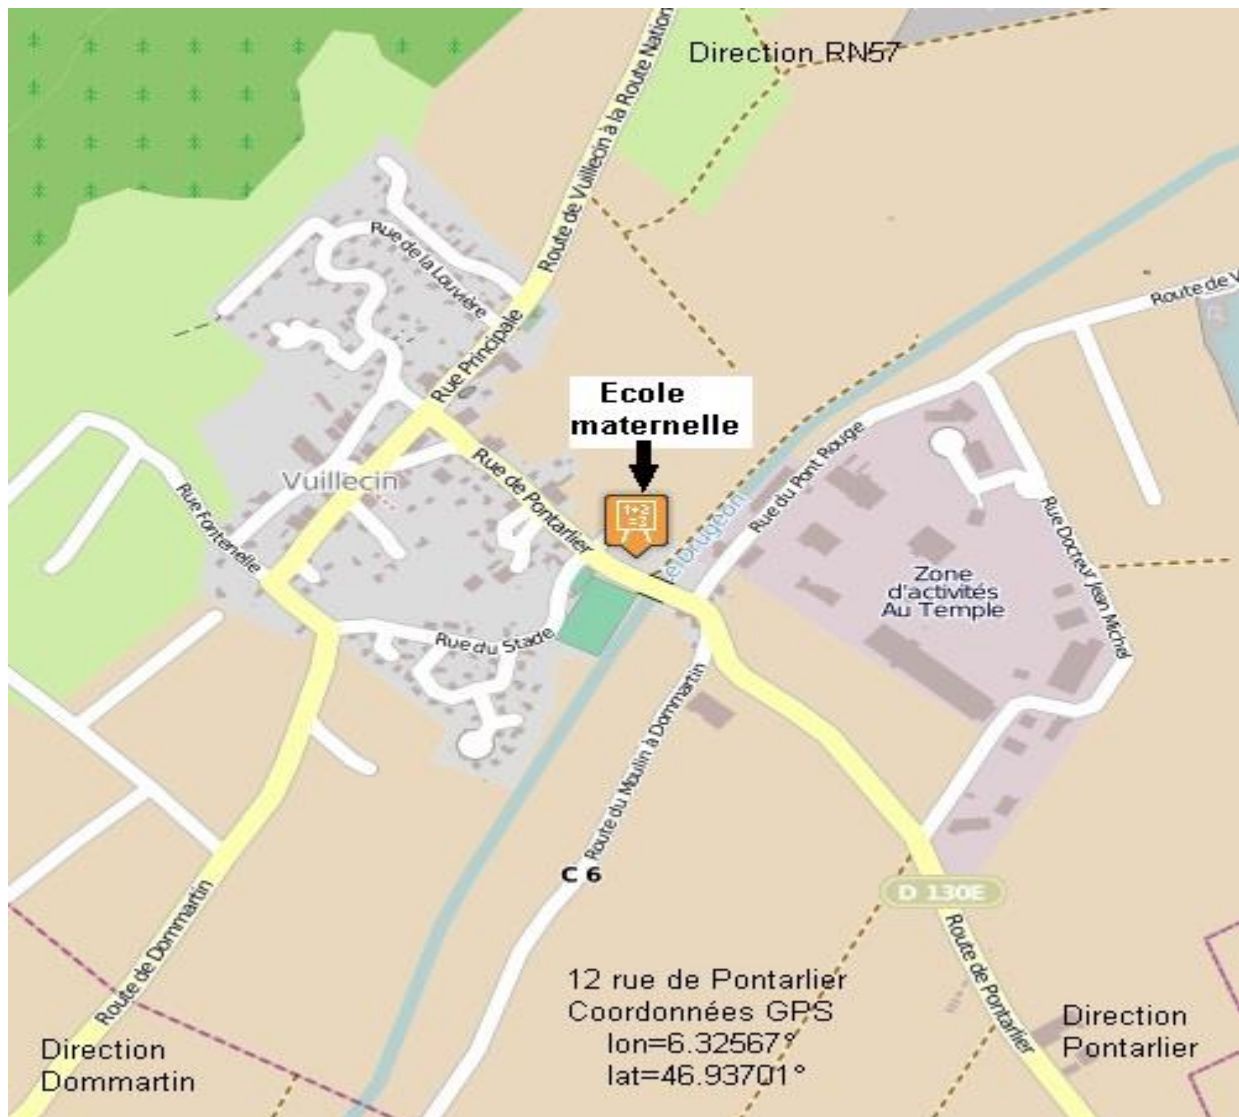 Direction RN57
Route de Vuillecin à la Route Nation
Rue de la Louvière
Rue Principale
Route de V
Ecole
maternelle
1+2
=3
Rue de Pontarlier
Vuillecin
Rue Fontenelle
Rue du Pont Rouge
Rue Docteur Jean Michel
Zone
d'activités
Au Temple
Rue du Stade
Route du Moulin à Dommartin
C 6
D 130E
Route de Dommartin
Route de Pontarlier
12 rue de Pontarlier
Coordonnées GPS
lon=6.32567°
lat=46.93701°
Direction
Dommartin
Direction
Pontarlier